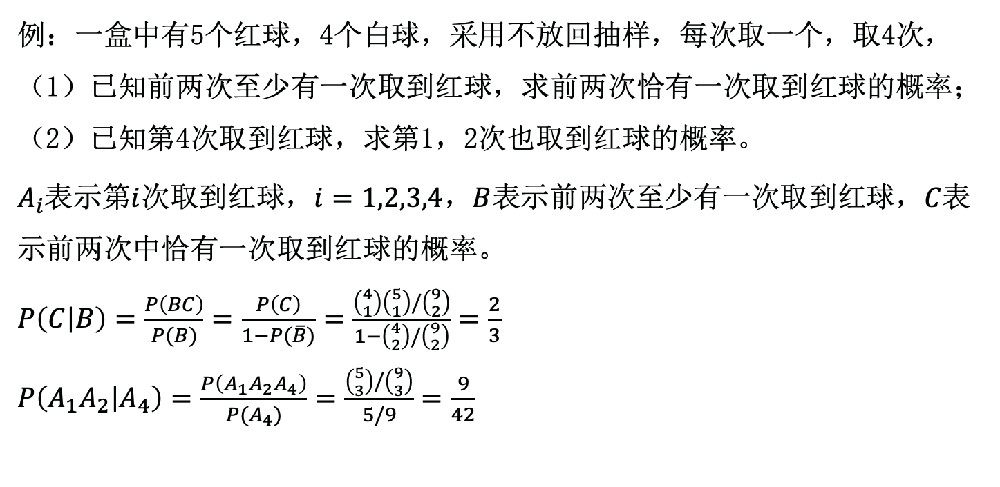 例：一盒中有5个红球，4个白球，采用不放回抽样，每次取一个，取4次，
（1）已知前两次至少有一次取到红球，求前两次恰有一次取到红球的概率；
（2）已知第4次取到红球，求第1，2次也取到红球的概率。
𝐴ᵢ表示第𝑖次取到红球，𝑖 = 1,2,3,4，𝐵表示前两次至少有一次取到红球，𝐶表
示前两次中恰有一次取到红球的概率。
$P(C|B) = \frac{P(BC)}{P(B)} = \frac{P(C)}{1-P(\bar{B})} = \frac{\binom{4}{1}\binom{5}{1}/\binom{9}{2}}{1-\binom{4}{2}/\binom{9}{2}} = \frac{2}{3}$
$P(A_1A_2|A_4) = \frac{P(A_1A_2A_4)}{P(A_4)} = \frac{\binom{5}{3}/\binom{9}{3}}{5/9} = \frac{9}{42}$